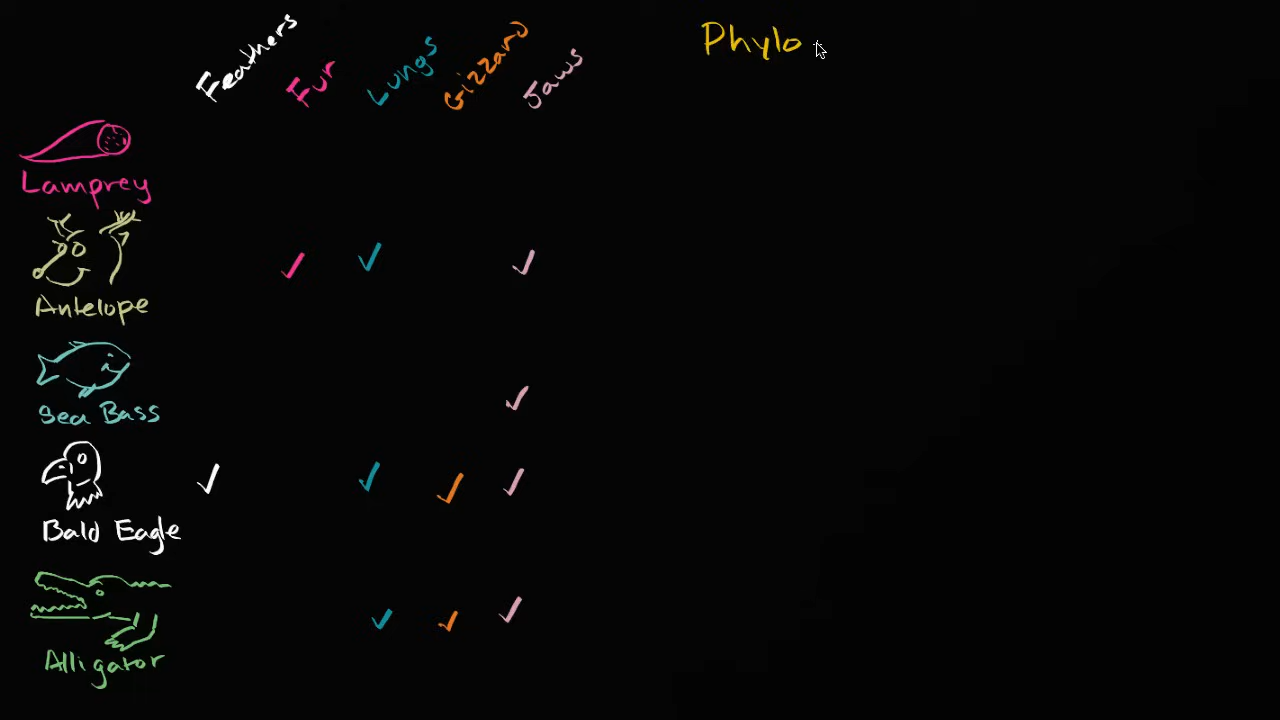 Feathers Fur Lungs Gizzard Jaws
Phylo
Lamprey
Antelope
Sea Bass
Bald Eagle
Alligator